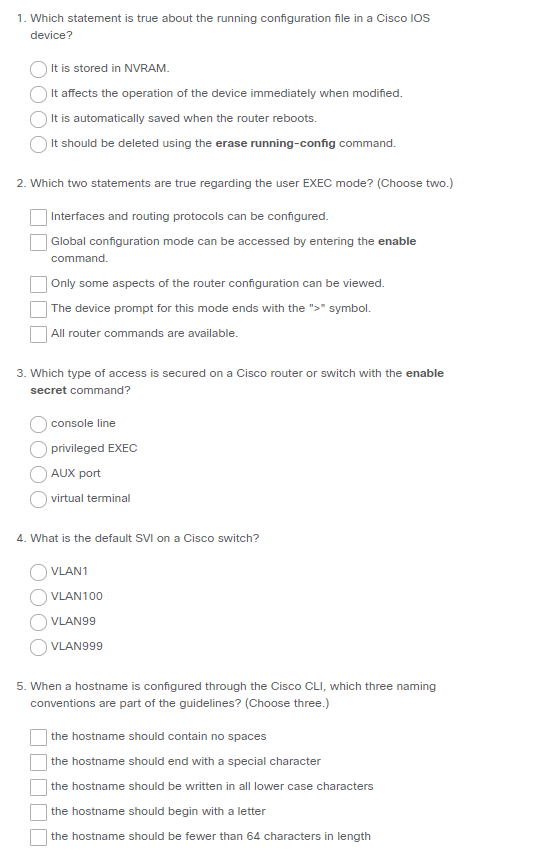 1. Which statement is true about the running configuration file in a Cisco IOS
device?
It is stored in NVRAM.
It affects the operation of the device immediately when modified.
It is automatically saved when the router reboots.
It should be deleted using the erase running-config command.
2. Which two statements are true regarding the user EXEC mode? (Choose two.)
Interfaces and routing protocols can be configured.
Global configuration mode can be accessed by entering the enable
command.
Only some aspects of the router configuration can be viewed.
The device prompt for this mode ends with the ">" symbol.
All router commands are available.
3. Which type of access is secured on a Cisco router or switch with the enable
secret command?
console line
privileged EXEC
AUX port
virtual terminal
4. What is the default SVI on a Cisco switch?
VLAN1
VLAN100
VLAN99
VLAN999
5. When a hostname is configured through the Cisco CLI, which three naming
conventions are part of the guidelines? (Choose three.)
the hostname should contain no spaces
the hostname should end with a special character
the hostname should be written in all lower case characters
the hostname should begin with a letter
the hostname should be fewer than 64 characters in length